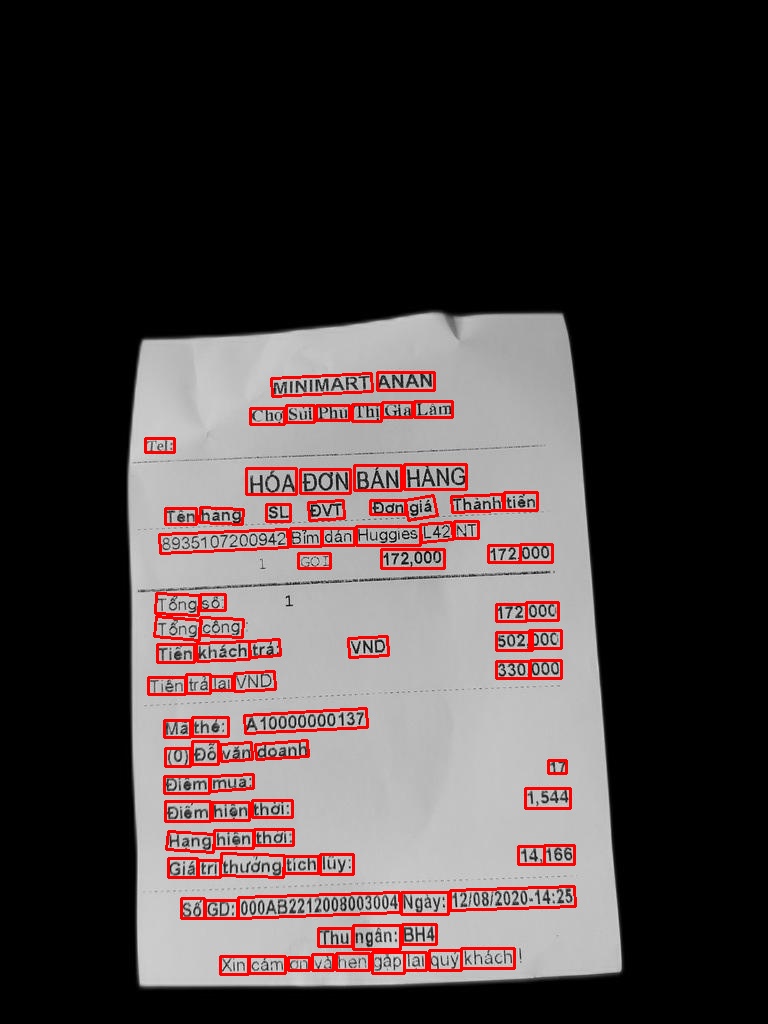 MINIMART ANAN
Chợ Sủi Phú Thị Gia Lâm
Tel:
HÓA ĐƠN BÁN HÀNG
Tên hàng SL ĐVT Đơn giá Thành tiền
8935107200942 Bỉm dán Huggies L42 NT
1 GOI 172,000 172,000
Tổng số: 1 172,000
Tổng cộng: 502,000
Tiền khách trả: VND 330,000
Tiền trả lại VND
Mã thẻ: A10000000137
(0) Đỗ văn doanh
Điểm mua: 17
Điểm hiện thời: 1,544
Hạng hiện thời:
Giá trị thưởng tích lũy: 14,166
Số GD: 000AB2212008003004 Ngày: 12/08/2020-14:25
Thu ngân: BH4
Xin cám ơn và hẹn gặp lại quý khách !